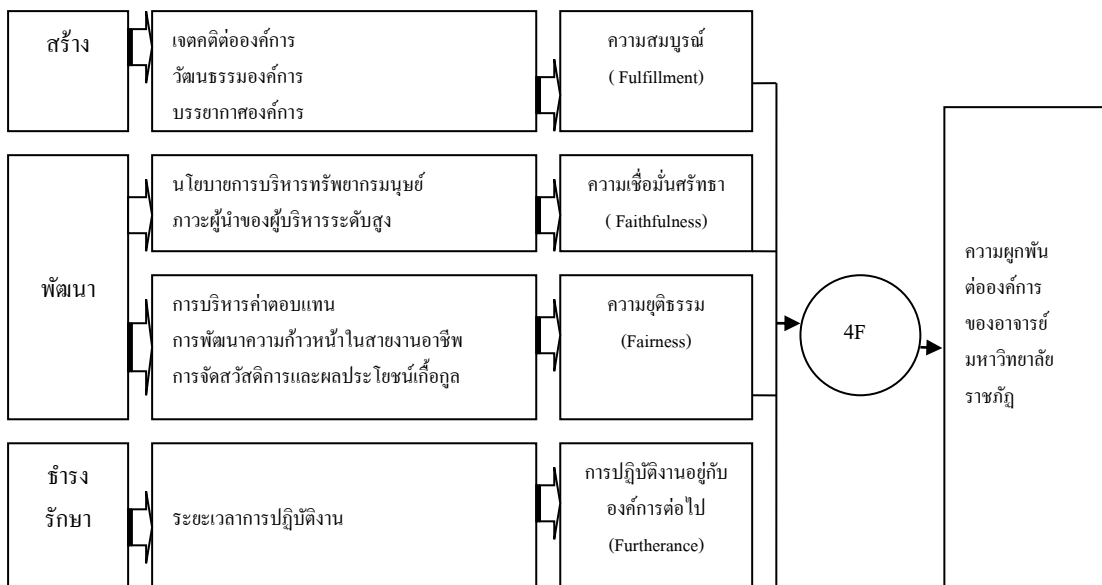 สร้าง
เจตคติต่อองค์การ
วัฒนธรรมองค์การ
บรรยากาศองค์การ
ความสมบูรณ์
( Fulfillment)
พัฒนา
นโยบายการบริหารทรัพยากรมนุษย์
ภาวะผู้นำของผู้บริหารระดับสูง
ความเชื่อมั่นศรัทธา
( Faithfulness)
การบริหารค่าตอบแทน
การพัฒนาความก้าวหน้าในสายงานอาชีพ
การจัดสวัสดิการและผลประโยชน์เกื้อกูล
ความยุติธรรม
(Fairness)
ธำรง
รักษา
ระยะเวลาการปฏิบัติงาน
การปฏิบัติงานอยู่กับ
องค์การต่อไป
(Furtherance)
4F
ความผูกพัน
ต่อองค์การ
ของอาจารย์
มหาวิทยาลัย
ราชภัฏ